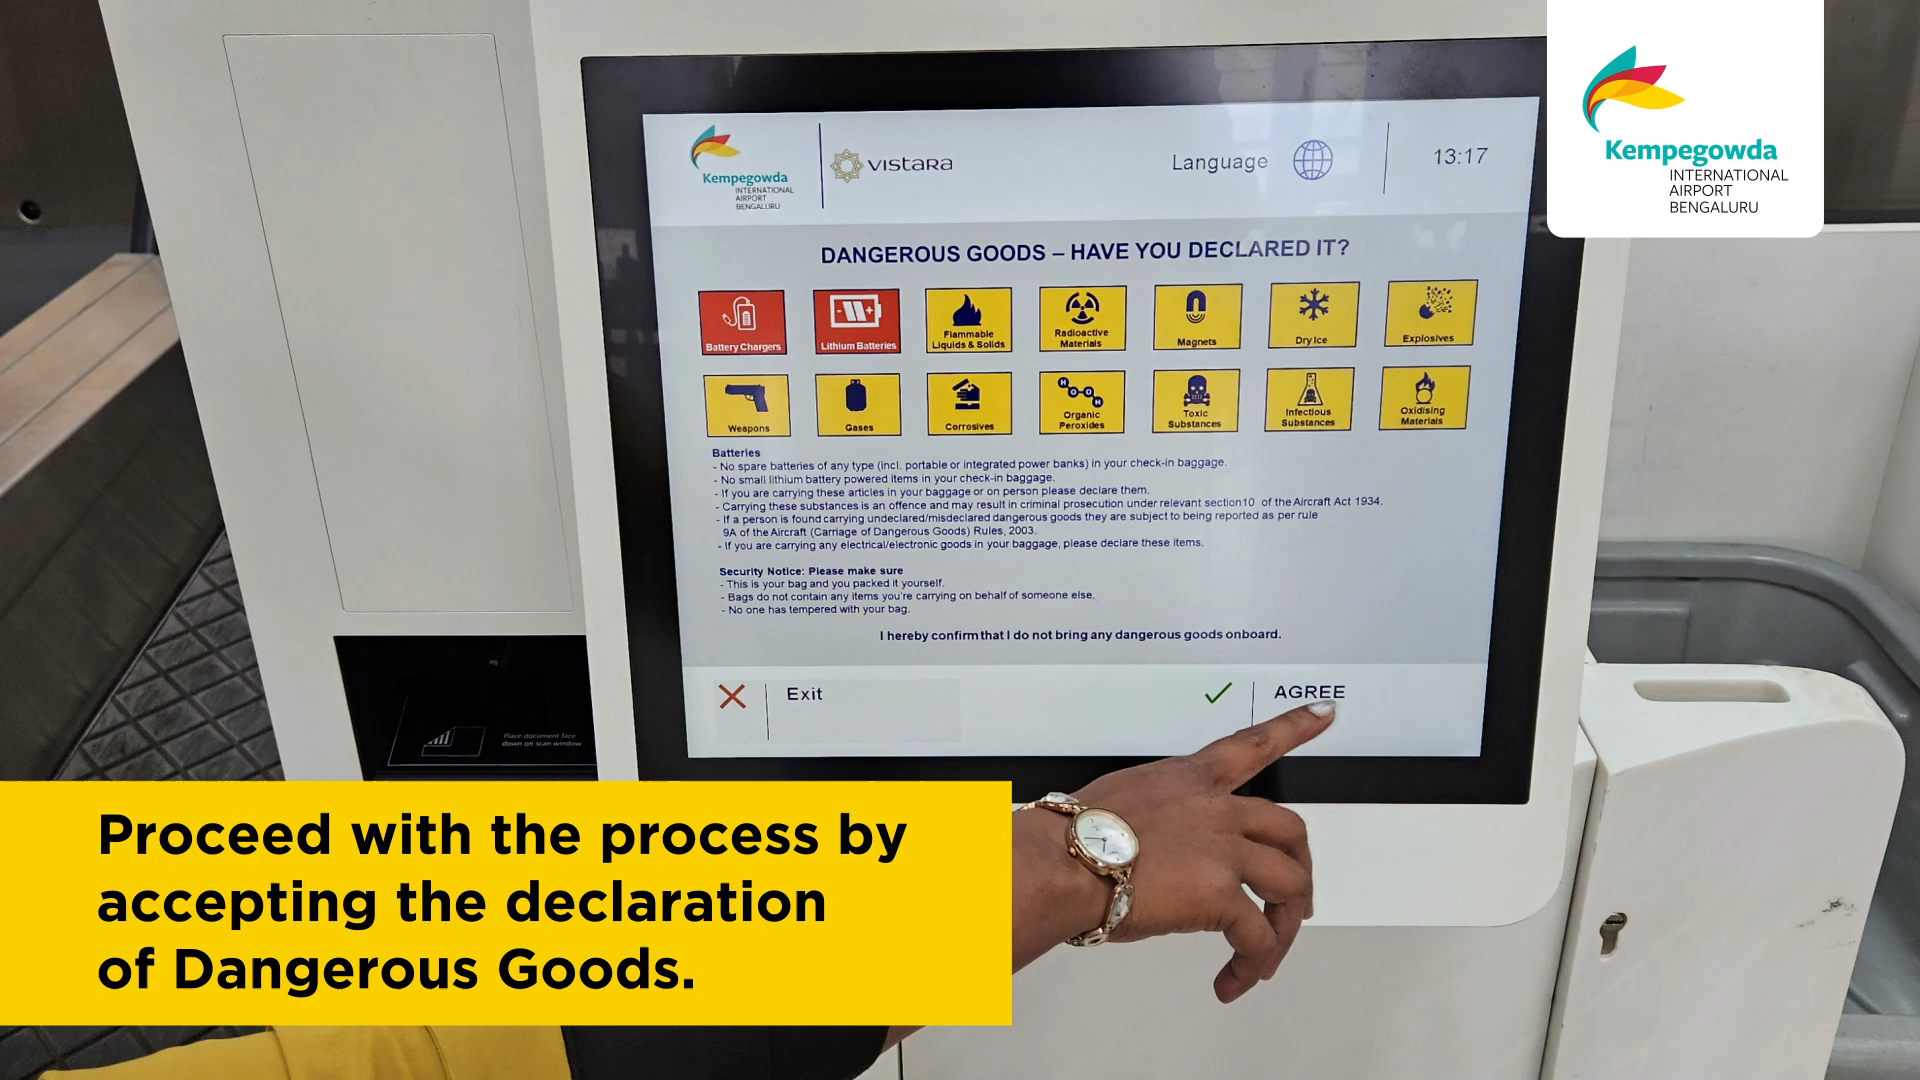 Kempegowda
INTERNATIONAL
AIRPORT
BENGALURU
Kempegowda
INTERNATIONAL
AIRPORT
BENGALURU
VISTARA
Language
13:17
DANGEROUS GOODS – HAVE YOU DECLARED IT?
Battery Chargers
Lithium Batteries
Flammable
Liquids & Solids
Radioactive
Materials
Magnets
Dry Ice
Explosives
Weapons
Gases
Corrosives
H O O H
Organic
Peroxides
Toxic
Substances
Infectious
Substances
Oxidising
Materials
Batteries
- No spare batteries of any type (incl. portable or integrated power banks) in your check-in baggage.
- No small lithium battery powered items in your check-in baggage.
- If you are carrying these articles in your baggage or on person please declare them.
- Carrying these substances is an offence and may result in criminal prosecution under relevant section10 of the Aircraft Act 1934.
- If a person is found carrying undeclared/misdeclared dangerous goods they are subject to being reported as per rule
9A of the Aircraft (Carriage of Dangerous Goods) Rules, 2003.
- If you are carrying any electrical/electronic goods in your baggage, please declare these items.
Security Notice: Please make sure
- This is your bag and you packed it yourself.
- Bags do not contain any items you're carrying on behalf of someone else.
- No one has tempered with your bag.
I hereby confirm that I do not bring any dangerous goods onboard.
Exit
AGREE
Place document face
down on scan window
Proceed with the process by
accepting the declaration
of Dangerous Goods.